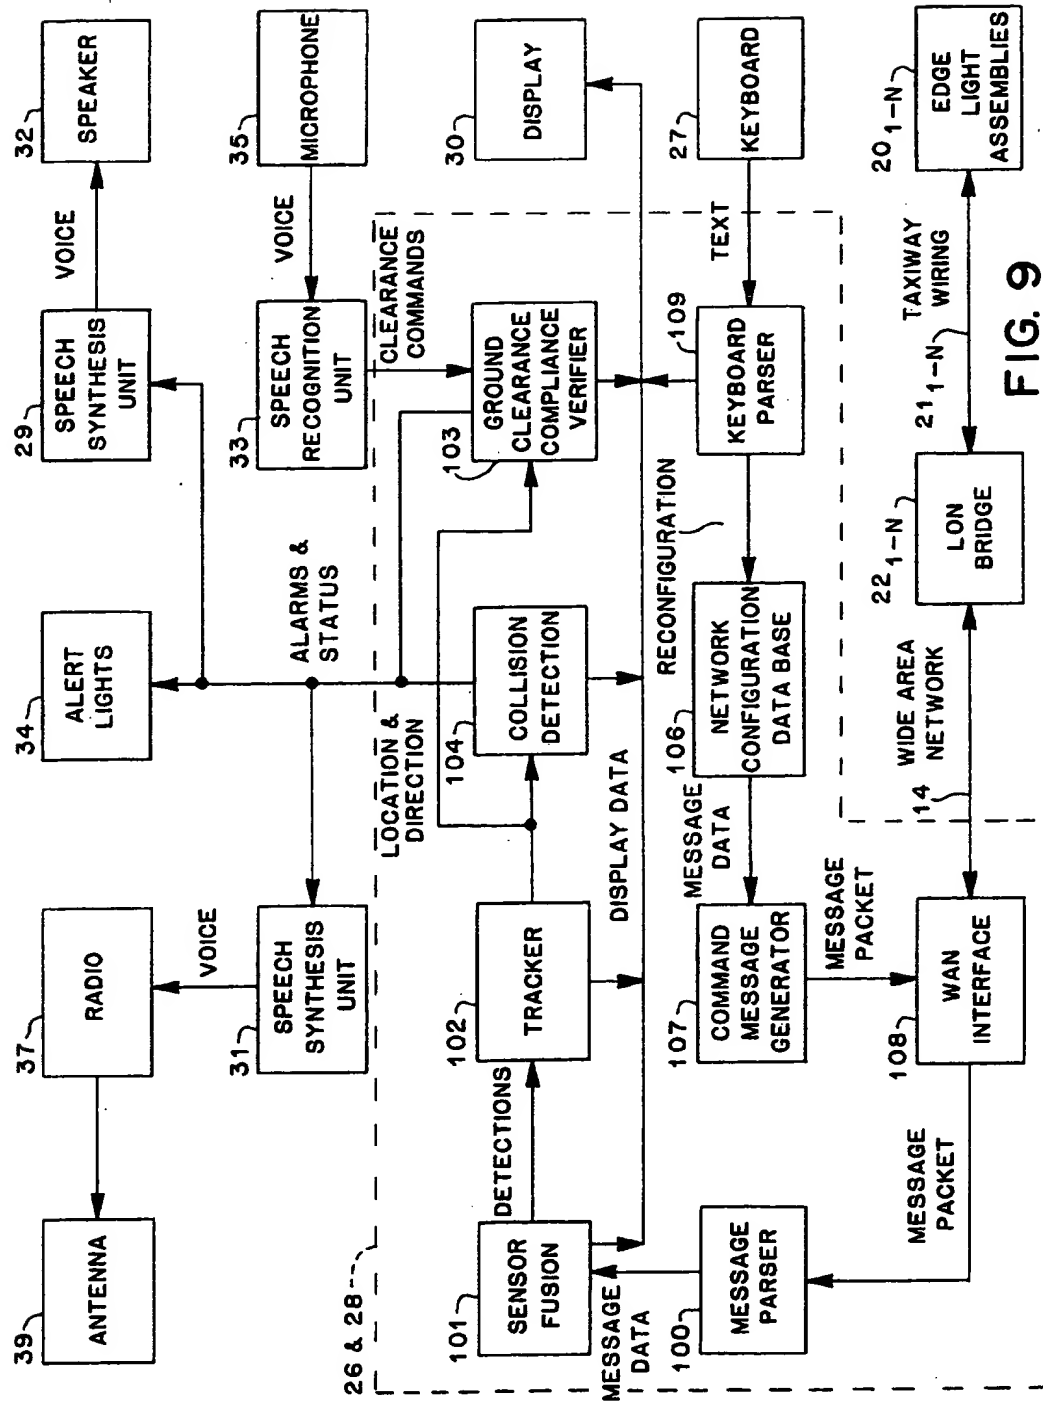 39
ANTENNA
37
RADIO
34
ALERT
LIGHTS
29
SPEECH
SYNTHESIS
UNIT
VOICE
32
SPEAKER
VOICE
31
SPEECH
SYNTHESIS
UNIT
ALARMS &
STATUS
33
SPEECH
RECOGNITION
UNIT
VOICE
35
MICROPHONE
26 & 28
LOCATION &
DIRECTION
CLEARANCE
COMMANDS
101
SENSOR
FUSION
DETECTIONS
102
TRACKER
104
COLLISION
DETECTION
103
GROUND
CLEARANCE
COMPLIANCE
VERIFIER
30
DISPLAY
MESSAGE
DATA
DISPLAY DATA
RECONFIGURATION
100
MESSAGE
PARSER
107
COMMAND
MESSAGE
GENERATOR
MESSAGE
DATA
106
NETWORK
CONFIGURATION
DATA BASE
109
KEYBOARD
PARSER
TEXT
27
KEYBOARD
MESSAGE
PACKET
MESSAGE PACKET
108
WAN
INTERFACE
14
WIDE AREA
NETWORK
22 1-N
LON
BRIDGE
21 1-N
TAXIWAY
WIRING
20 1-N
EDGE
LIGHT
ASSEMBLIES
FIG. 9